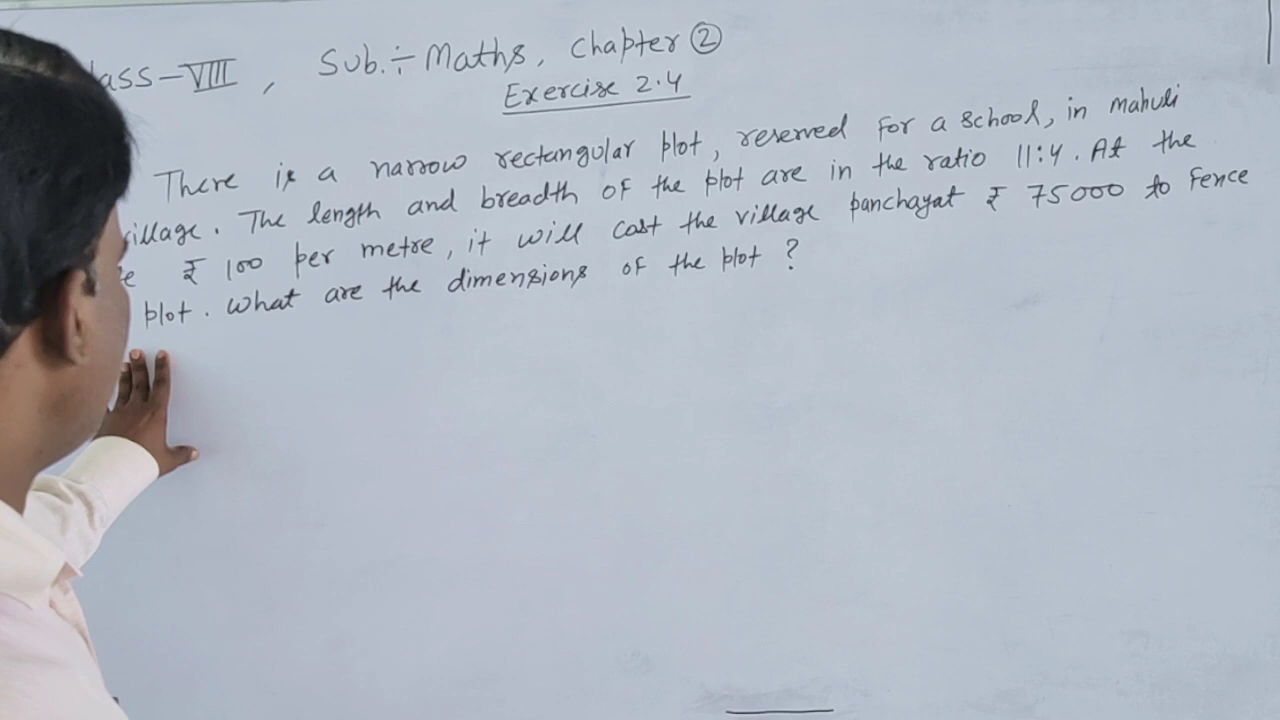 ass-VIII, Sub.÷ Maths, Chapter ②
Exercise 2.4
There is a narrow rectangular plot, reserved for a school, in mahuli
illage. The length and breadth of the plot are in the ratio 11:4. At the
e ₹ 100 per metre, it will cost the village panchayat ₹ 75000 to fence
plot. What are the dimensions of the plot ?